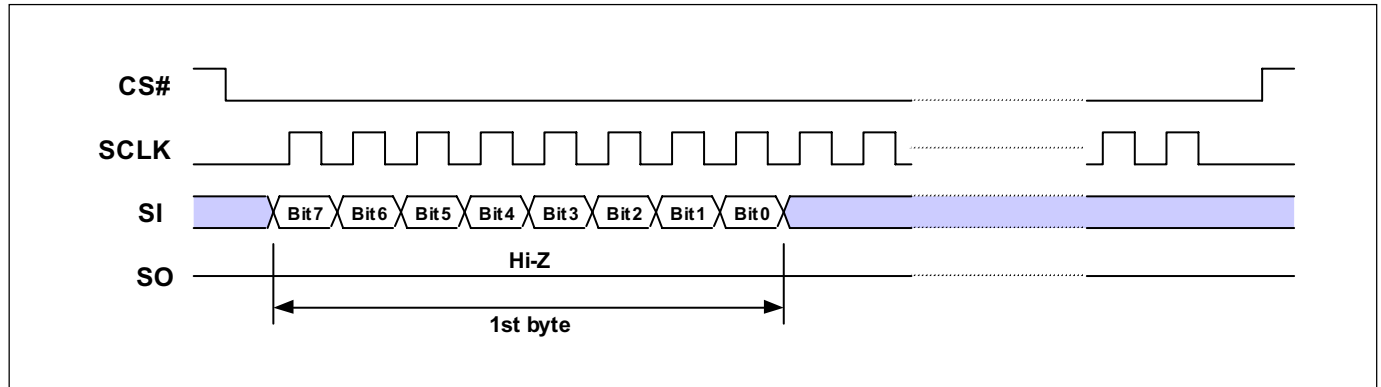 CS#
SCLK
SI Bit7 Bit6 Bit5 Bit4 Bit3 Bit2 Bit1 Bit0
Hi-Z
SO
1st byte